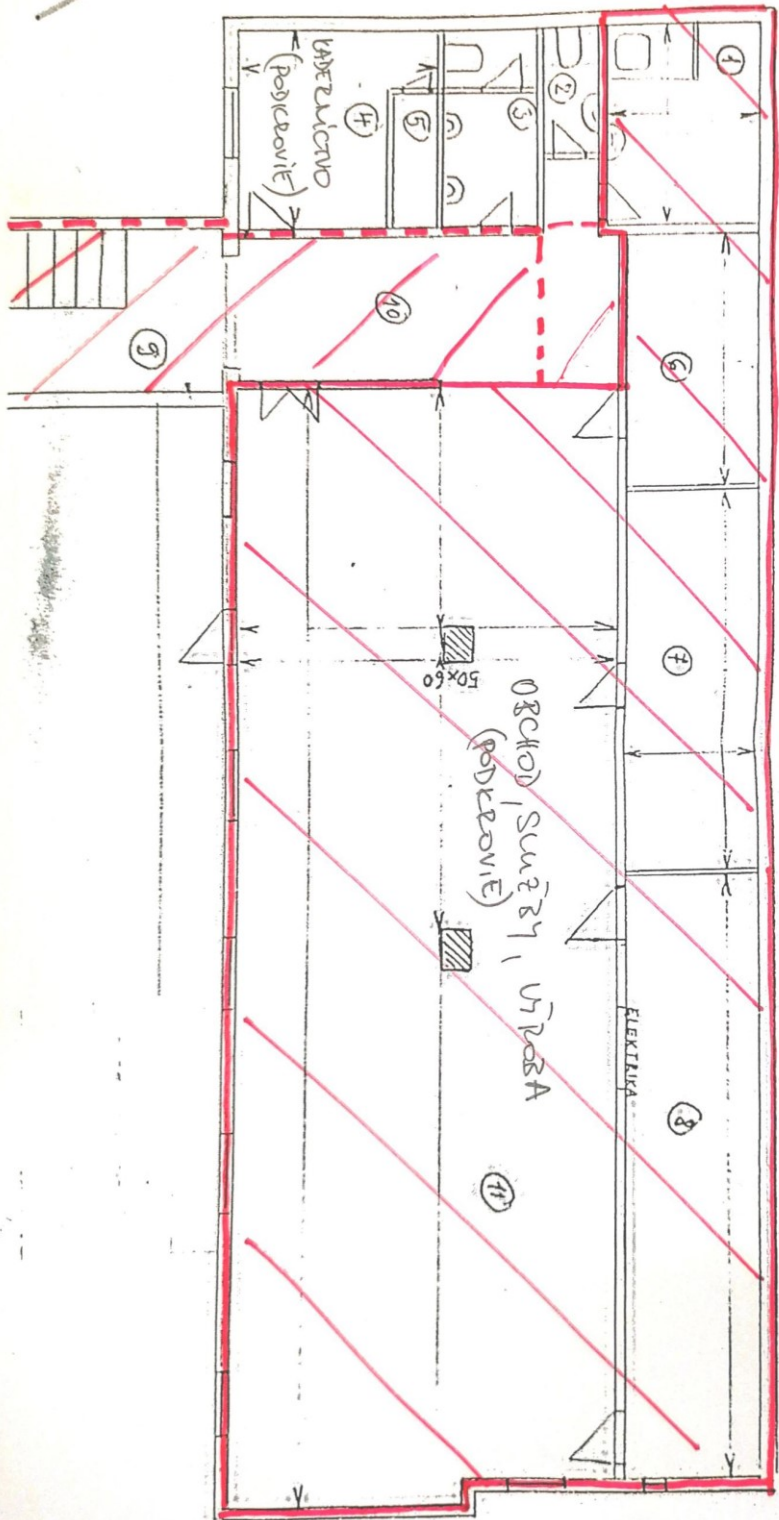 1
2
3
KADERNÍCTVO
(PODKROVIE)
4
5
6
9
10
7
50x60
OBCHOD, SLUŽBY, VÝROBA
(PODKROVIE)
ELEKTRIKA
8
11